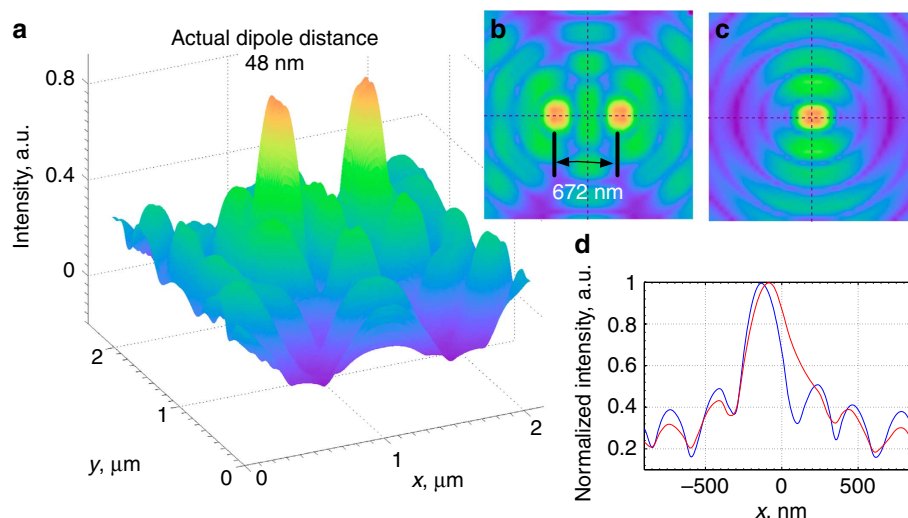 a
Actual dipole distance
48 nm
0.8
0.4
0
Intensity, a.u.
2
1
0
y, μm
0
1
2
x, μm
b
672 nm
c
d
Normalized intensity, a.u.
1
0.8
0.6
0.4
0.2
−500
0
500
x, nm